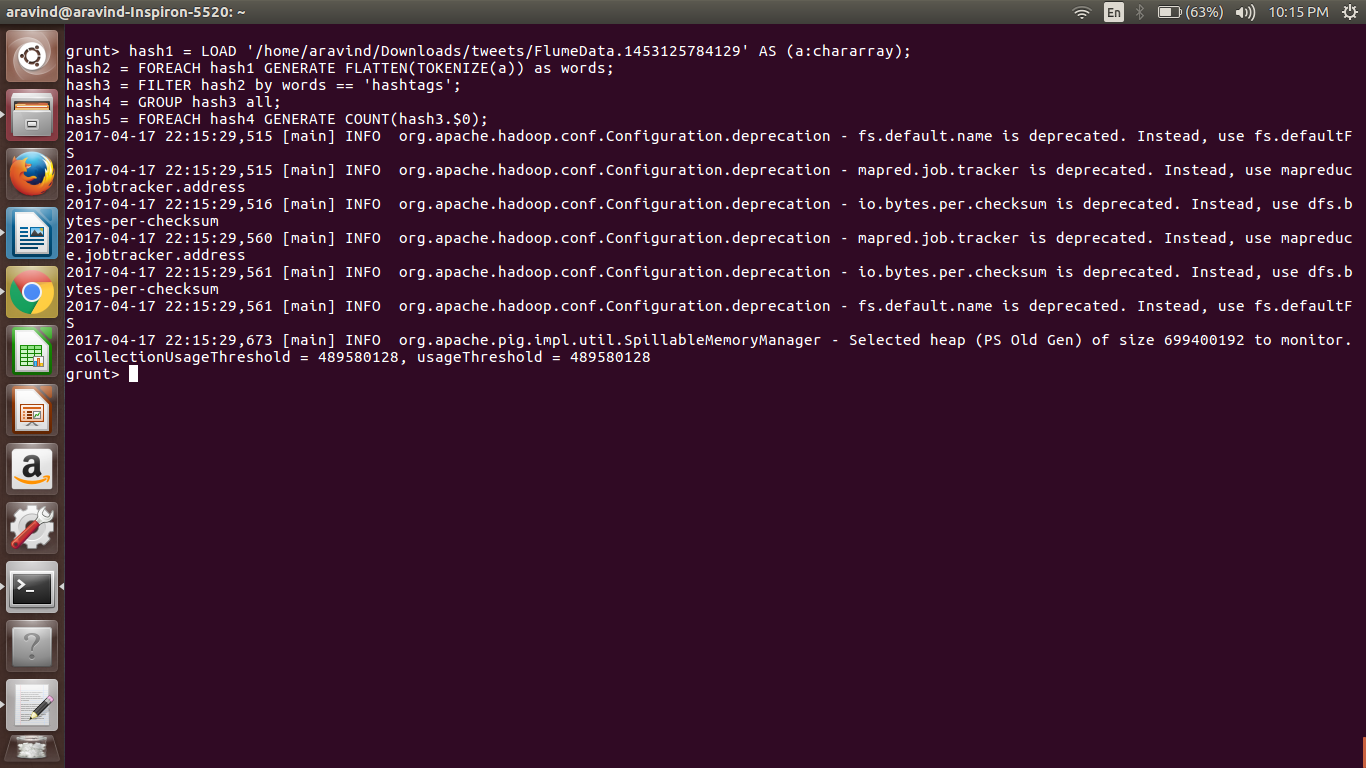 aravind@aravind-Inspiron-5520: ~
En
(63%)
10:15 PM
grunt> hash1 = LOAD '/home/aravind/Downloads/tweets/FlumeData.1453125784129' AS (a:chararray);
hash2 = FOREACH hash1 GENERATE FLATTEN(TOKENIZE(a)) as words;
hash3 = FILTER hash2 by words == 'hashtags';
hash4 = GROUP hash3 all;
hash5 = FOREACH hash4 GENERATE COUNT(hash3.$0);
2017-04-17 22:15:29,515 [main] INFO  org.apache.hadoop.conf.Configuration.deprecation - fs.default.name is deprecated. Instead, use fs.defaultF
S
2017-04-17 22:15:29,515 [main] INFO  org.apache.hadoop.conf.Configuration.deprecation - mapred.job.tracker is deprecated. Instead, use mapreduc
e.jobtracker.address
2017-04-17 22:15:29,516 [main] INFO  org.apache.hadoop.conf.Configuration.deprecation - io.bytes.per.checksum is deprecated. Instead, use dfs.b
ytes-per-checksum
2017-04-17 22:15:29,560 [main] INFO  org.apache.hadoop.conf.Configuration.deprecation - mapred.job.tracker is deprecated. Instead, use mapreduc
e.jobtracker.address
2017-04-17 22:15:29,561 [main] INFO  org.apache.hadoop.conf.Configuration.deprecation - io.bytes.per.checksum is deprecated. Instead, use dfs.b
ytes-per-checksum
2017-04-17 22:15:29,561 [main] INFO  org.apache.hadoop.conf.Configuration.deprecation - fs.default.name is deprecated. Instead, use fs.defaultF
S
2017-04-17 22:15:29,673 [main] INFO  org.apache.pig.impl.util.SpillableMemoryManager - Selected heap (PS Old Gen) of size 699400192 to monitor.
 collectionUsageThreshold = 489580128, usageThreshold = 489580128
grunt>